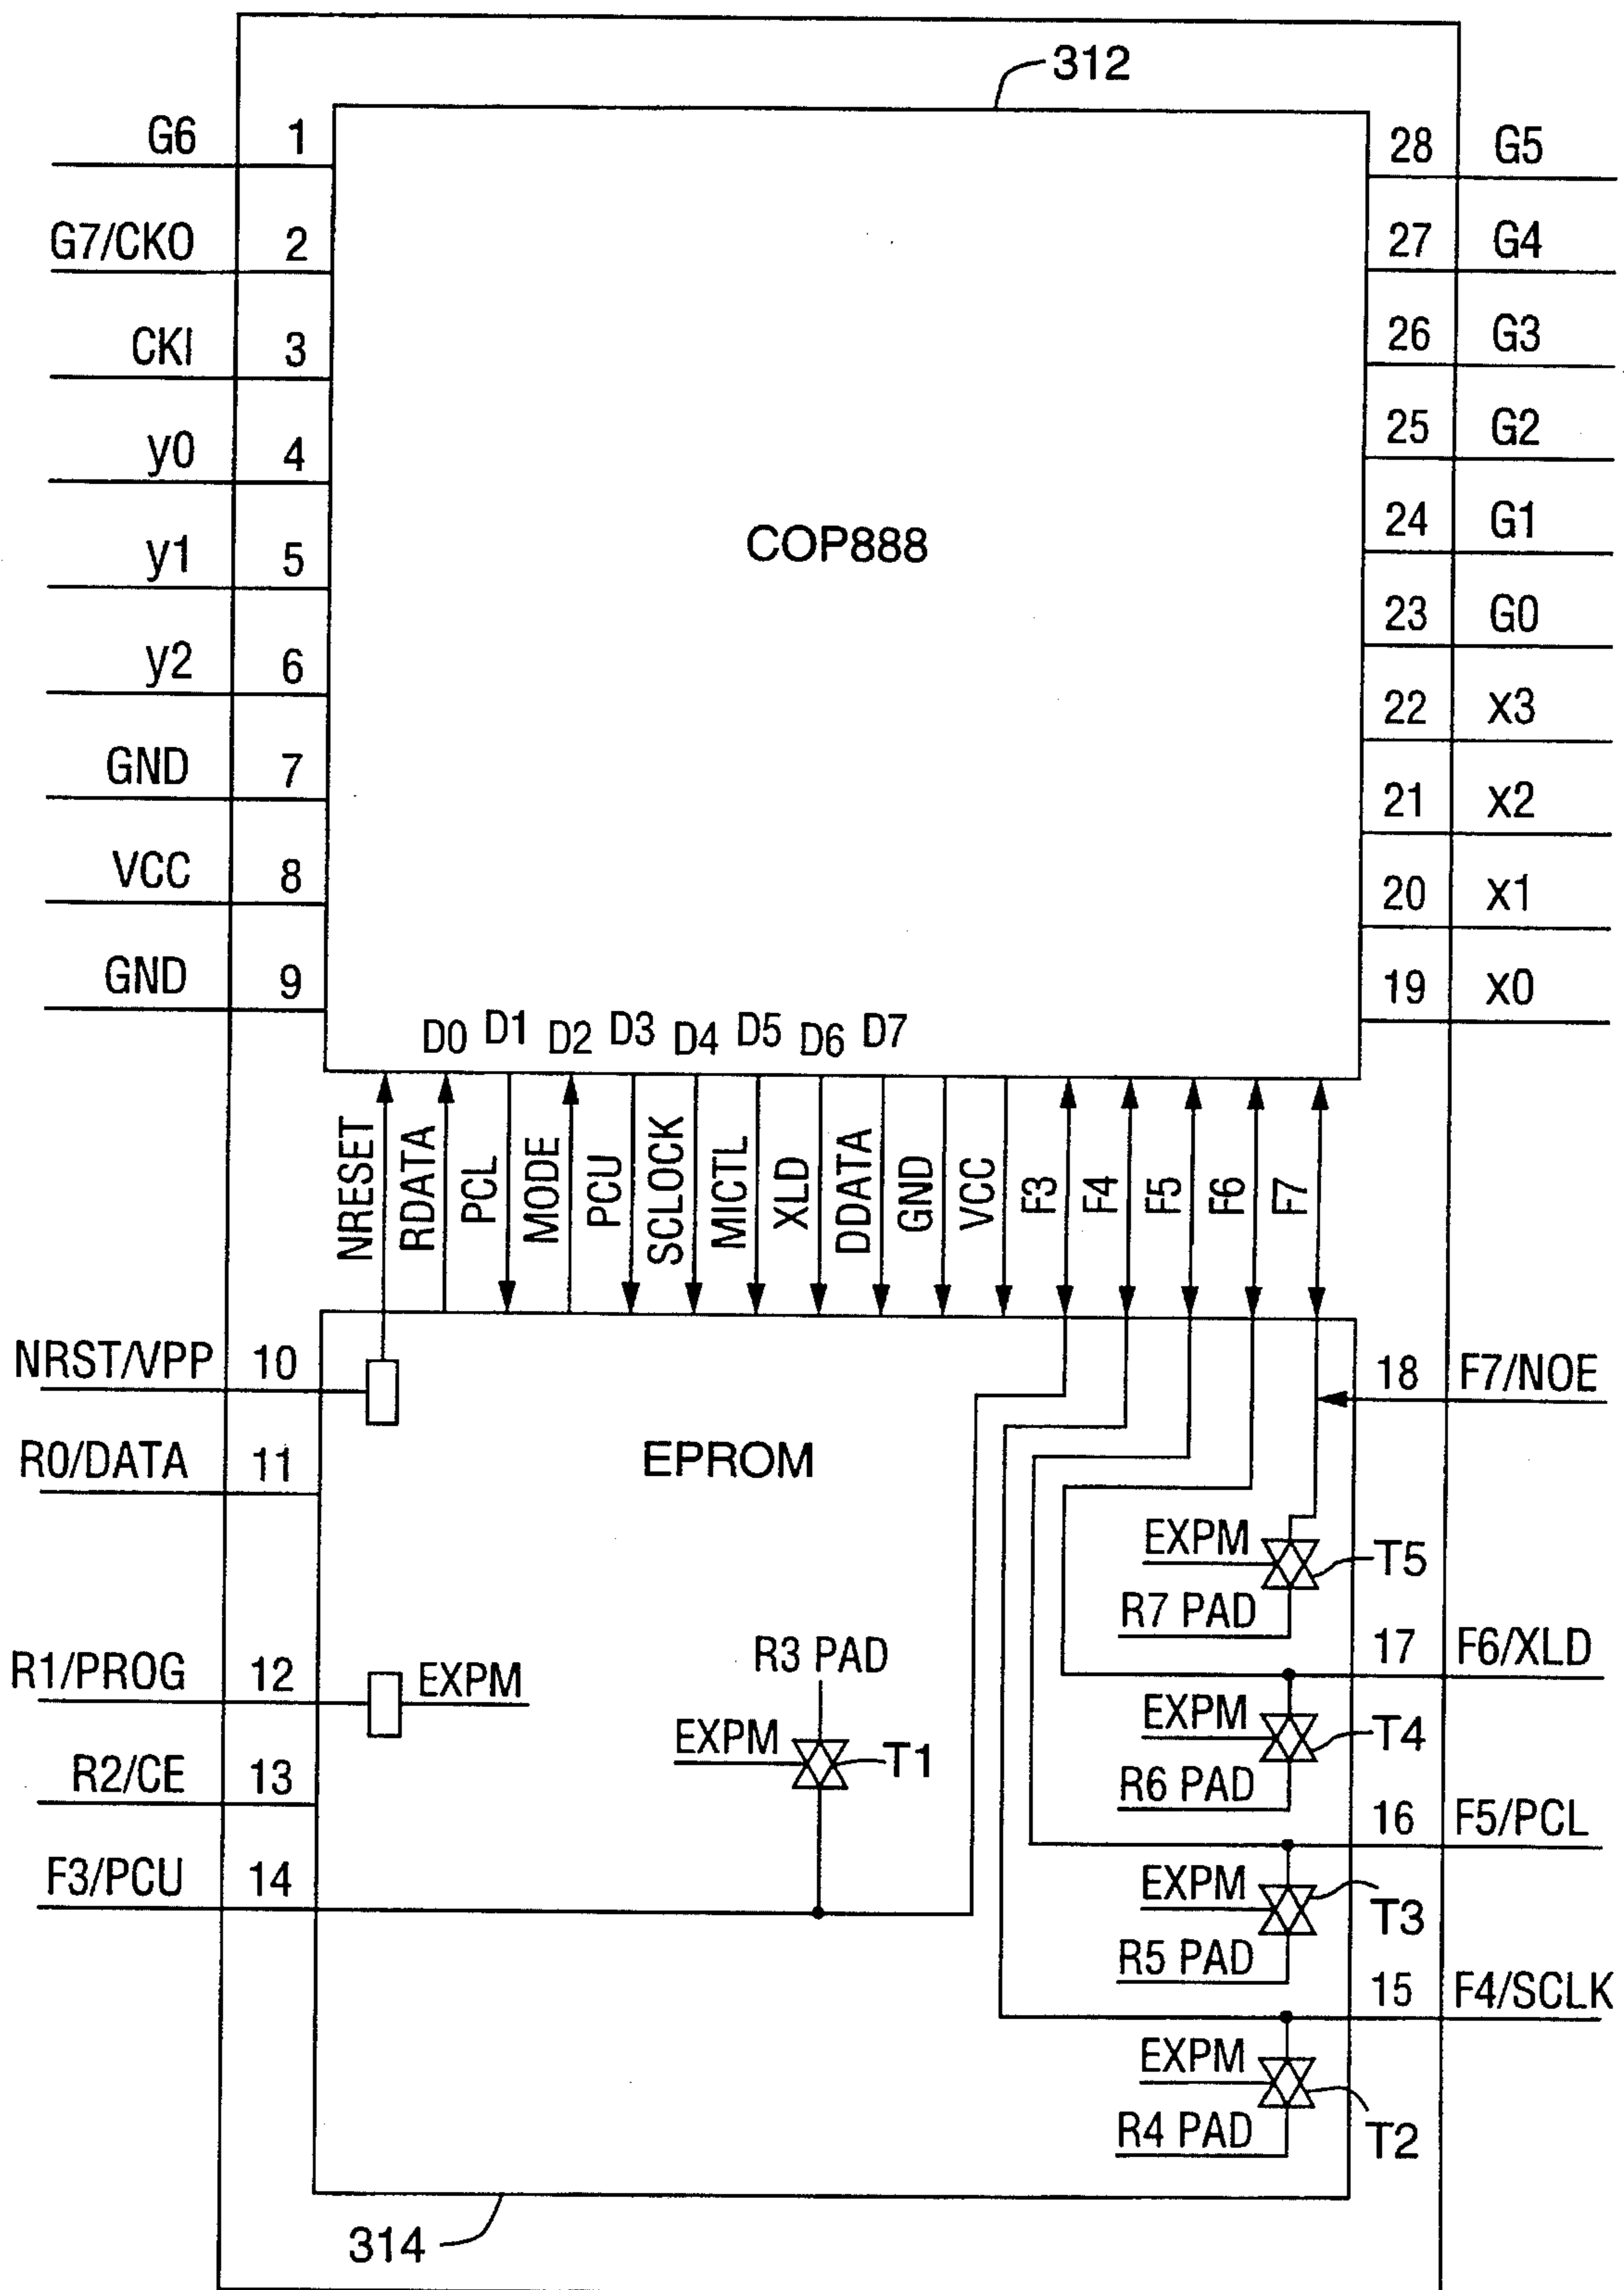 312
G6 1
28 G5
G7/CKO 2
27 G4
CKI 3
26 G3
y0 4
25 G2
y1 5
24 G1
COP888
y2 6
23 G0
22 X3
GND 7
21 X2
VCC 8
20 X1
GND 9
19 X0
D0 D1 D2 D3 D4 D5 D6 D7
NRESET
RDATA
PCL
MODE
PCU
SCLOCK
MICTL
XLD
DDATA
GND
VCC
F3
F4
F5
F6
F7
NRST/VPP 10
18 F7/NOE
R0/DATA 11
EPROM
EXPM T5
R7 PAD
R1/PROG 12 EXPM
R3 PAD
17 F6/XLD
EXPM T1
EXPM T4
R2/CE 13
R6 PAD
16 F5/PCL
F3/PCU 14
EXPM T3
R5 PAD
15 F4/SCLK
EXPM
R4 PAD T2
314